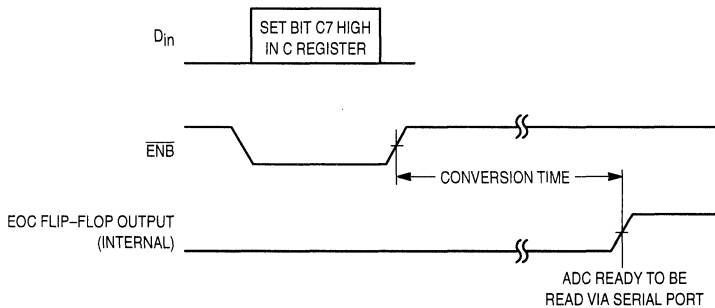 SET BIT C7 HIGH
IN C REGISTER
Din
ENB
CONVERSION TIME
EOC FLIP–FLOP OUTPUT
(INTERNAL)
ADC READY TO BE
READ VIA SERIAL PORT